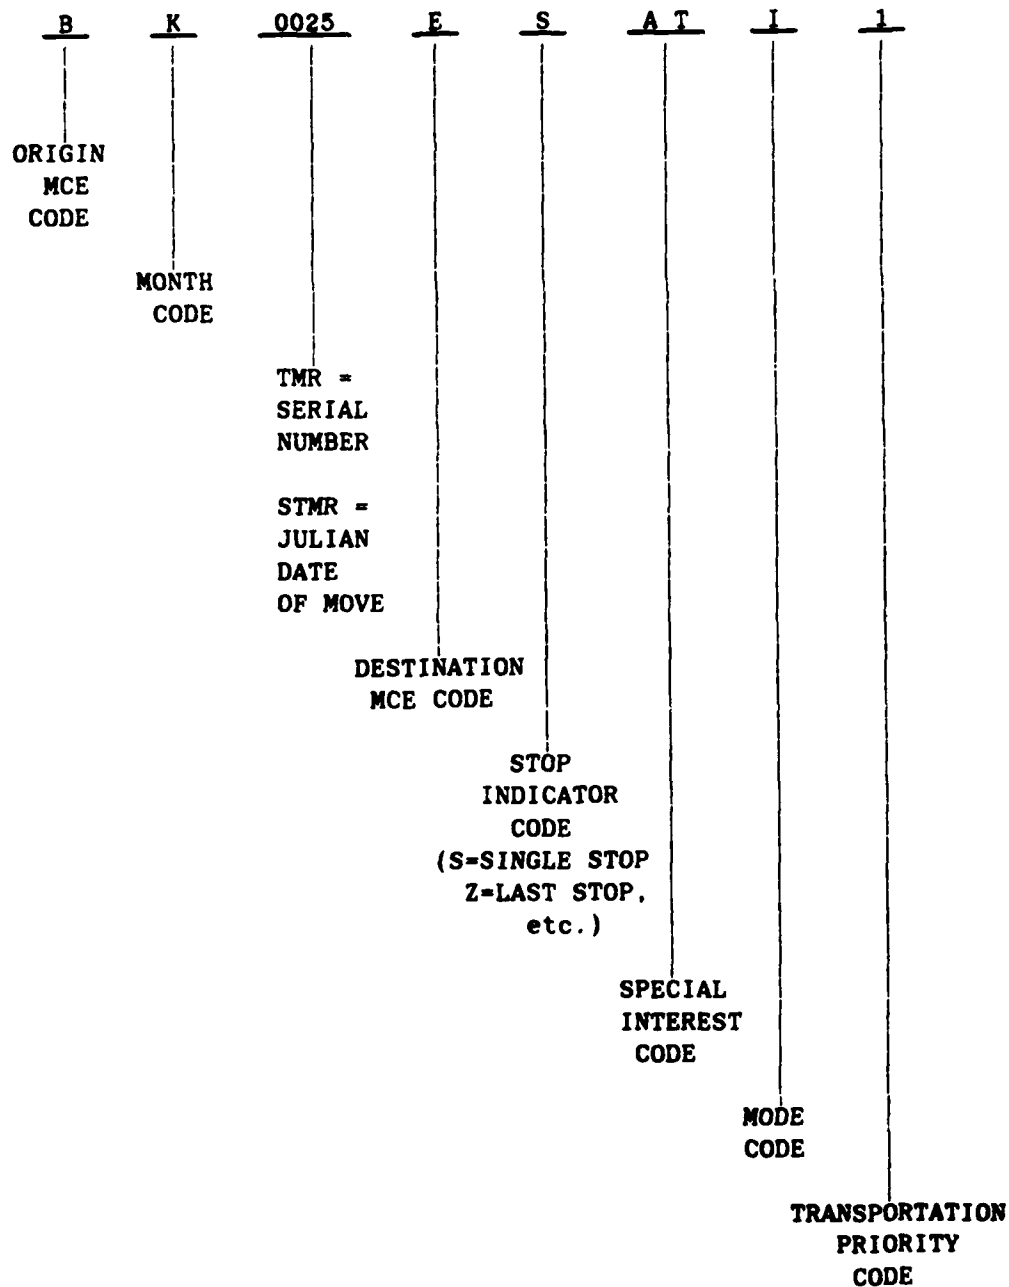 B K 0025 E S A T I 1
ORIGIN
MCE
CODE
MONTH
CODE
TMR =
SERIAL
NUMBER
STMR =
JULIAN
DATE
OF MOVE
DESTINATION
MCE CODE
STOP
INDICATOR
CODE
(S=SINGLE STOP
Z=LAST STOP,
etc.)
SPECIAL
INTEREST
CODE
MODE
CODE
TRANSPORTATION
PRIORITY
CODE